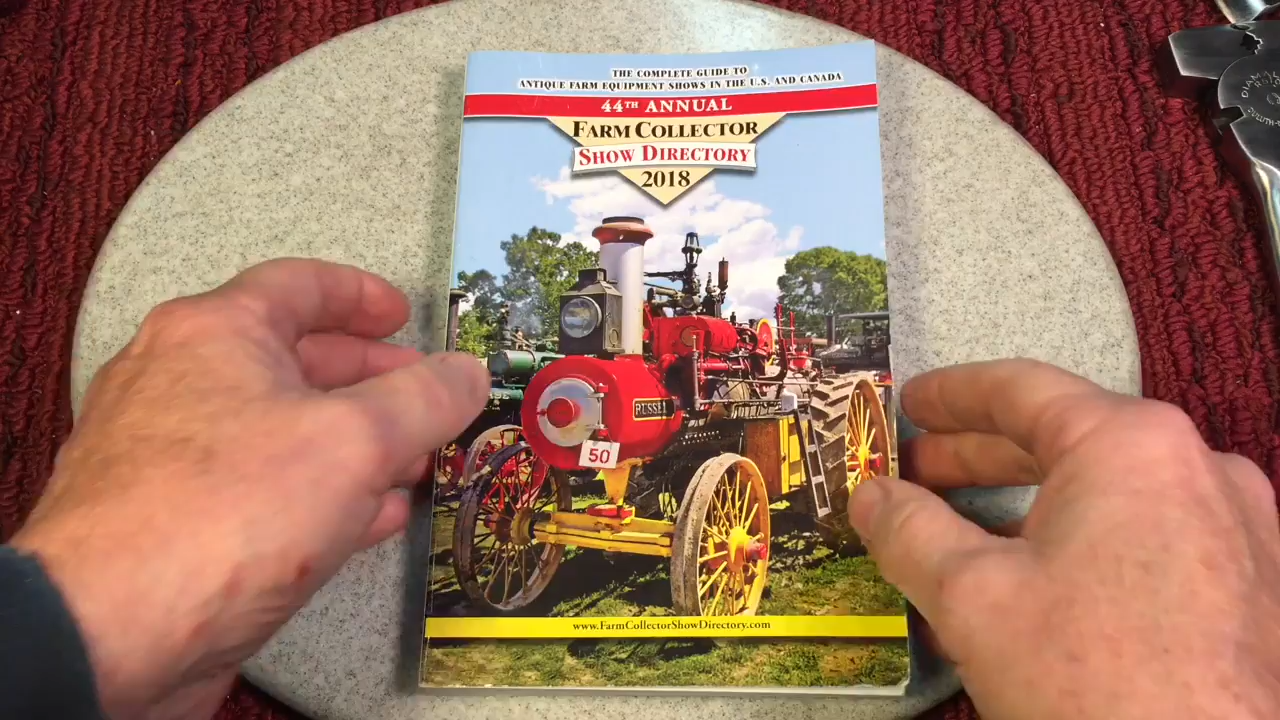 THE COMPLETE GUIDE TO
ANTIQUE FARM EQUIPMENT SHOWS IN THE U.S. AND CANADA
44TH ANNUAL
FARM COLLECTOR
SHOW DIRECTORY
2018
RUSSELL
50
www.FarmCollectorShowDirectory.com